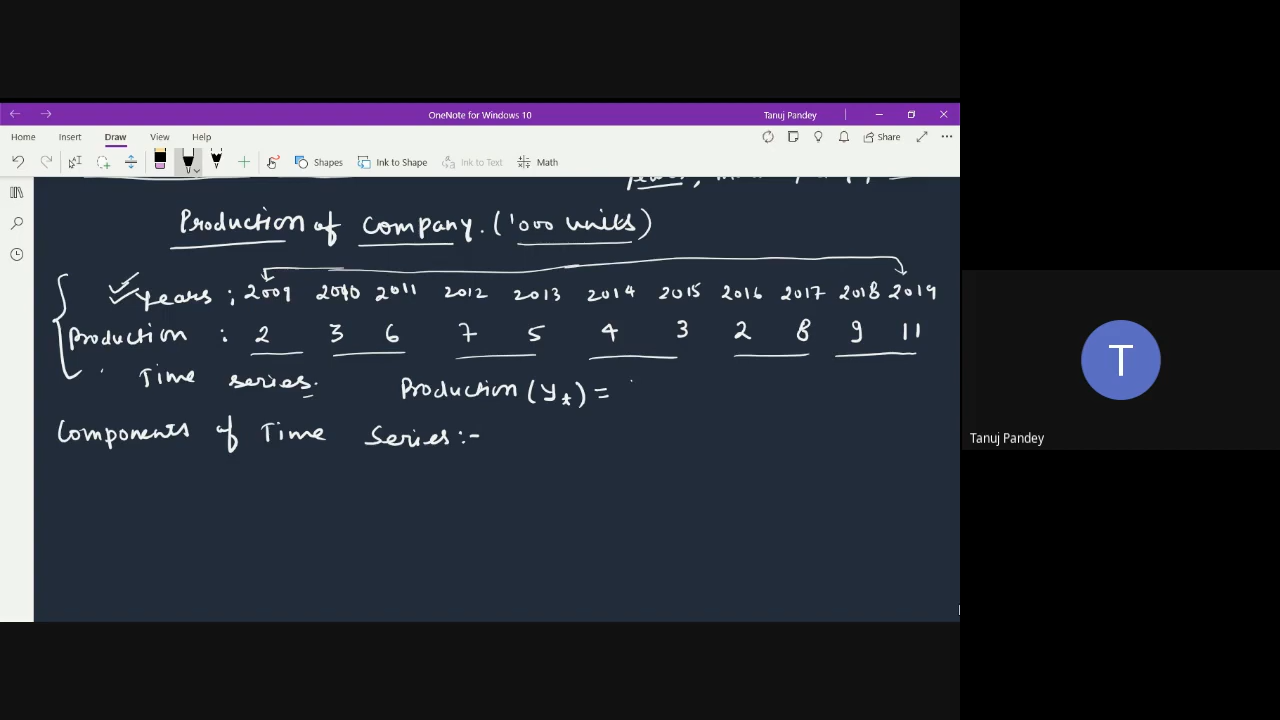 OneNote for Windows 10
Tanuj Pandey
Home Insert Draw View Help
Share
Shapes Ink to Shape Ink to Text Math
Production of Company. ('000 units)
Years : 2009 2010 2011 2012 2013 2014 2015 2016 2017 2018 2019
Production : 2 3 6 7 5 4 3 2 8 9 11
Time series. Production (yt) =
Components of Time Series :-
T
Tanuj Pandey